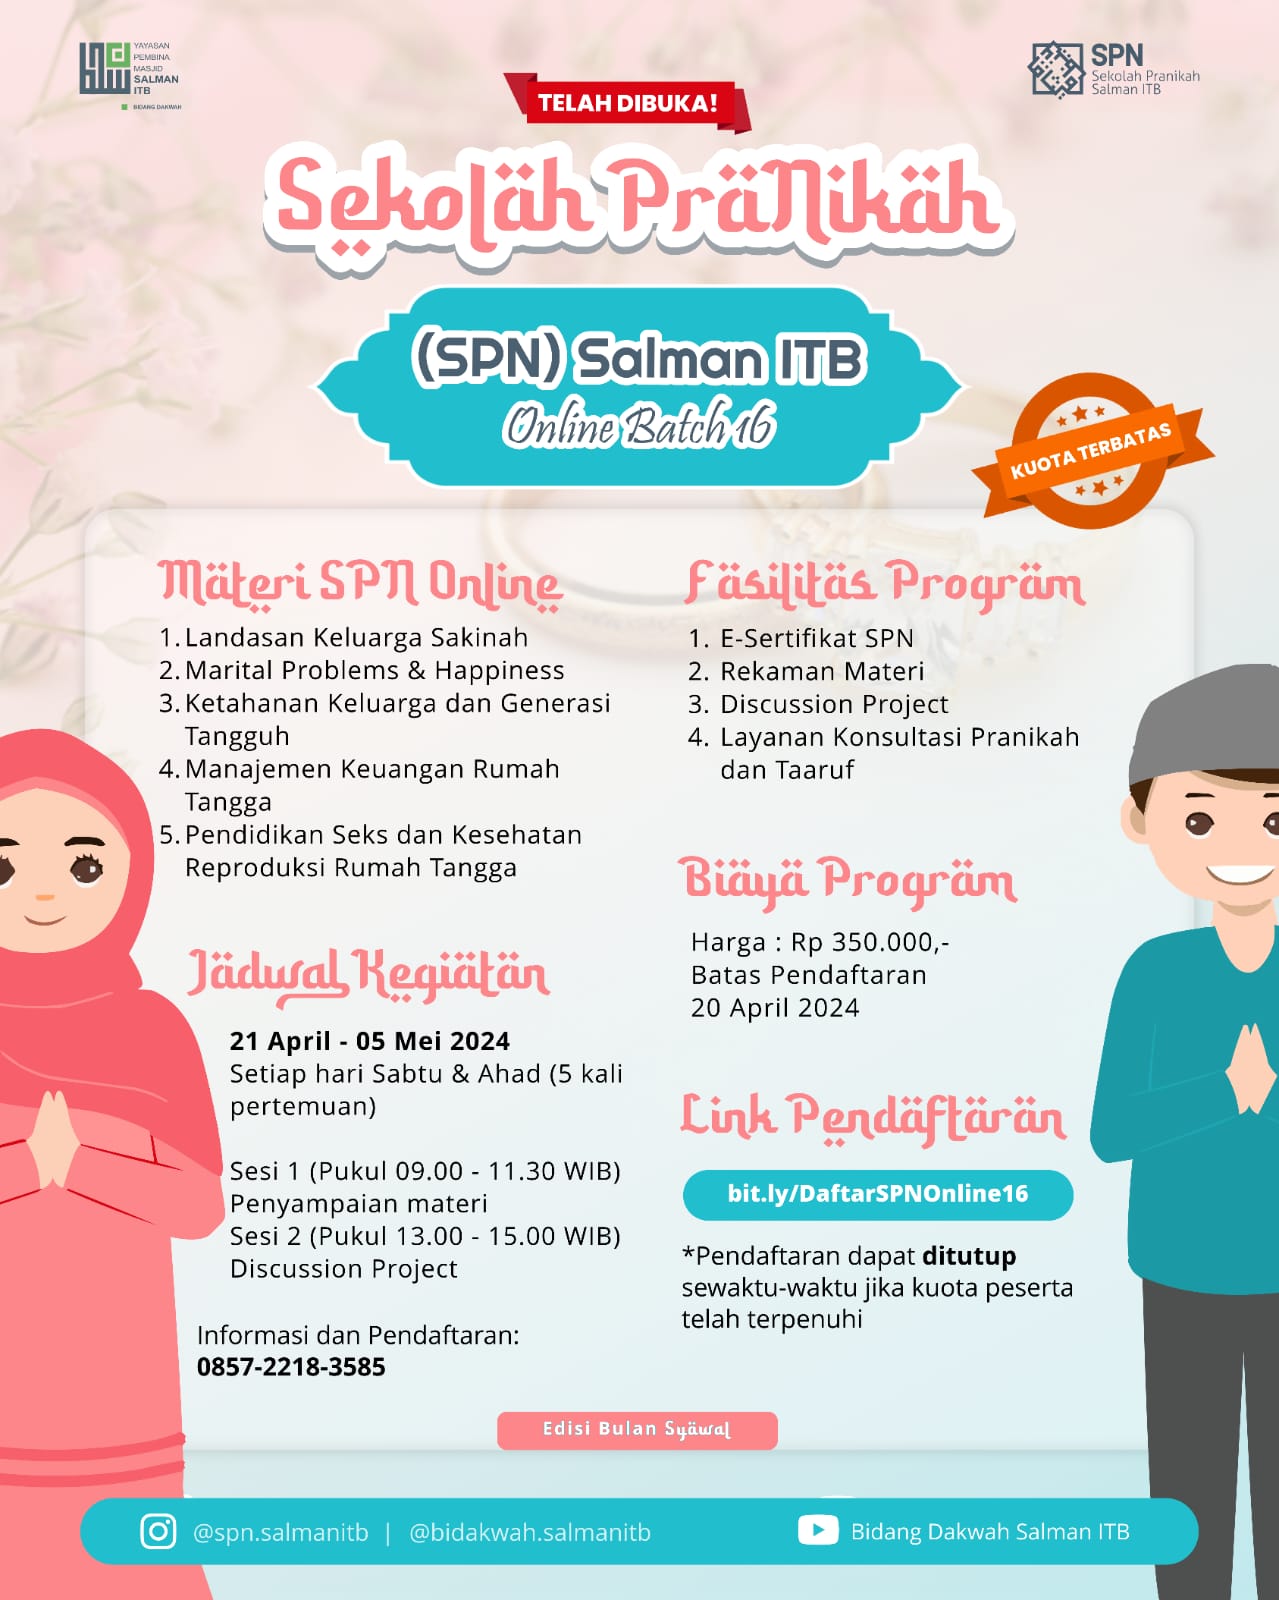 YAYASAN
PEMBINA
MASJID
SALMAN
ITB
BIDANG DAKWAH
SPN
Sekolah Pranikah
Salman ITB
TELAH DIBUKA!
Sekolah PraNikah
(SPN) Salman ITB
Online Batch 16
KUOTA TERBATAS
Materi SPN Online
1. Landasan Keluarga Sakinah
2. Marital Problems & Happiness
3. Ketahanan Keluarga dan Generasi
Tangguh
4. Manajemen Keuangan Rumah
Tangga
5. Pendidikan Seks dan Kesehatan
Reproduksi Rumah Tangga
Jadwal Kegiatan
21 April - 05 Mei 2024
Setiap hari Sabtu & Ahad (5 kali
pertemuan)
Sesi 1 (Pukul 09.00 - 11.30 WIB)
Penyampaian materi
Sesi 2 (Pukul 13.00 - 15.00 WIB)
Discussion Project
Informasi dan Pendaftaran:
0857-2218-3585
Fasilitas Program
1. E-Sertifikat SPN
2. Rekaman Materi
3. Discussion Project
4. Layanan Konsultasi Pranikah
dan Taaruf
Biaya Program
Harga : Rp 350.000,-
Batas Pendaftaran
20 April 2024
Link Pendaftaran
bit.ly/DaftarSPNOnline16
*Pendaftaran dapat ditutup
sewaktu-waktu jika kuota peserta
telah terpenuhi
Edisi Bulan Syawal
@spn.salmanitb | @bidakwah.salmanitb
Bidang Dakwah Salman ITB